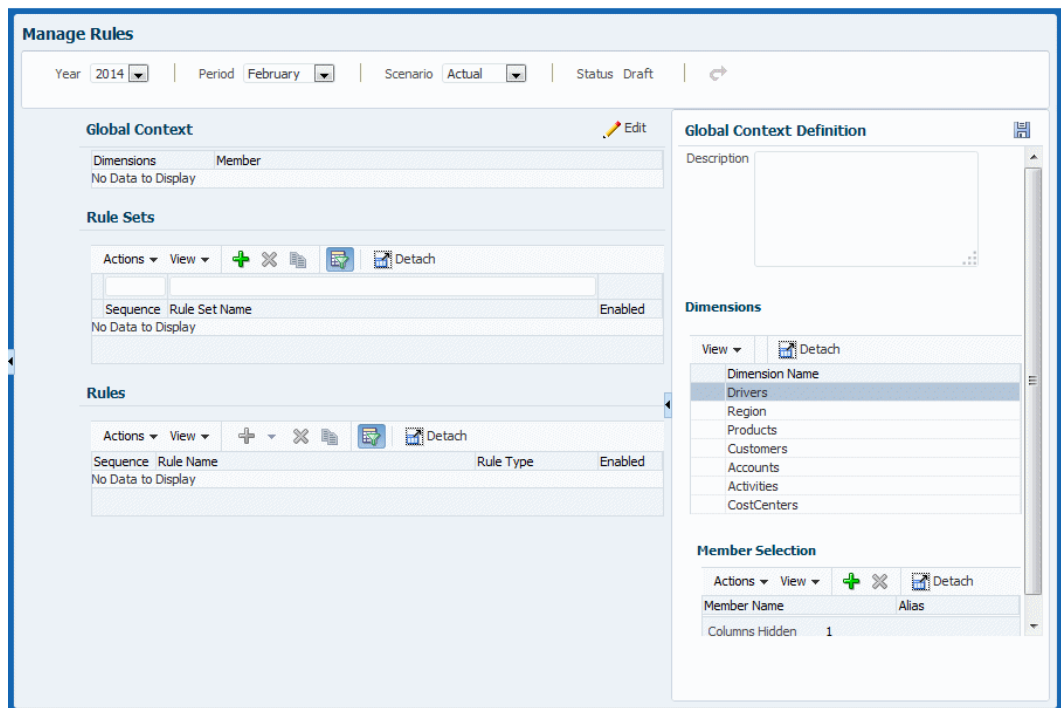 Manage Rules
Year 2014 Period February Scenario Actual Status Draft
Global Context
Edit
Dimensions Member
No Data to Display
Rule Sets
Actions View Detach
Sequence Rule Set Name Enabled
No Data to Display
Rules
Actions View Detach
Sequence Rule Name Rule Type Enabled
No Data to Display
Global Context Definition
Description
Dimensions
View Detach
Dimension Name
Drivers
Region
Products
Customers
Accounts
Activities
CostCenters
Member Selection
Actions View Detach
Member Name Alias
Columns Hidden 1